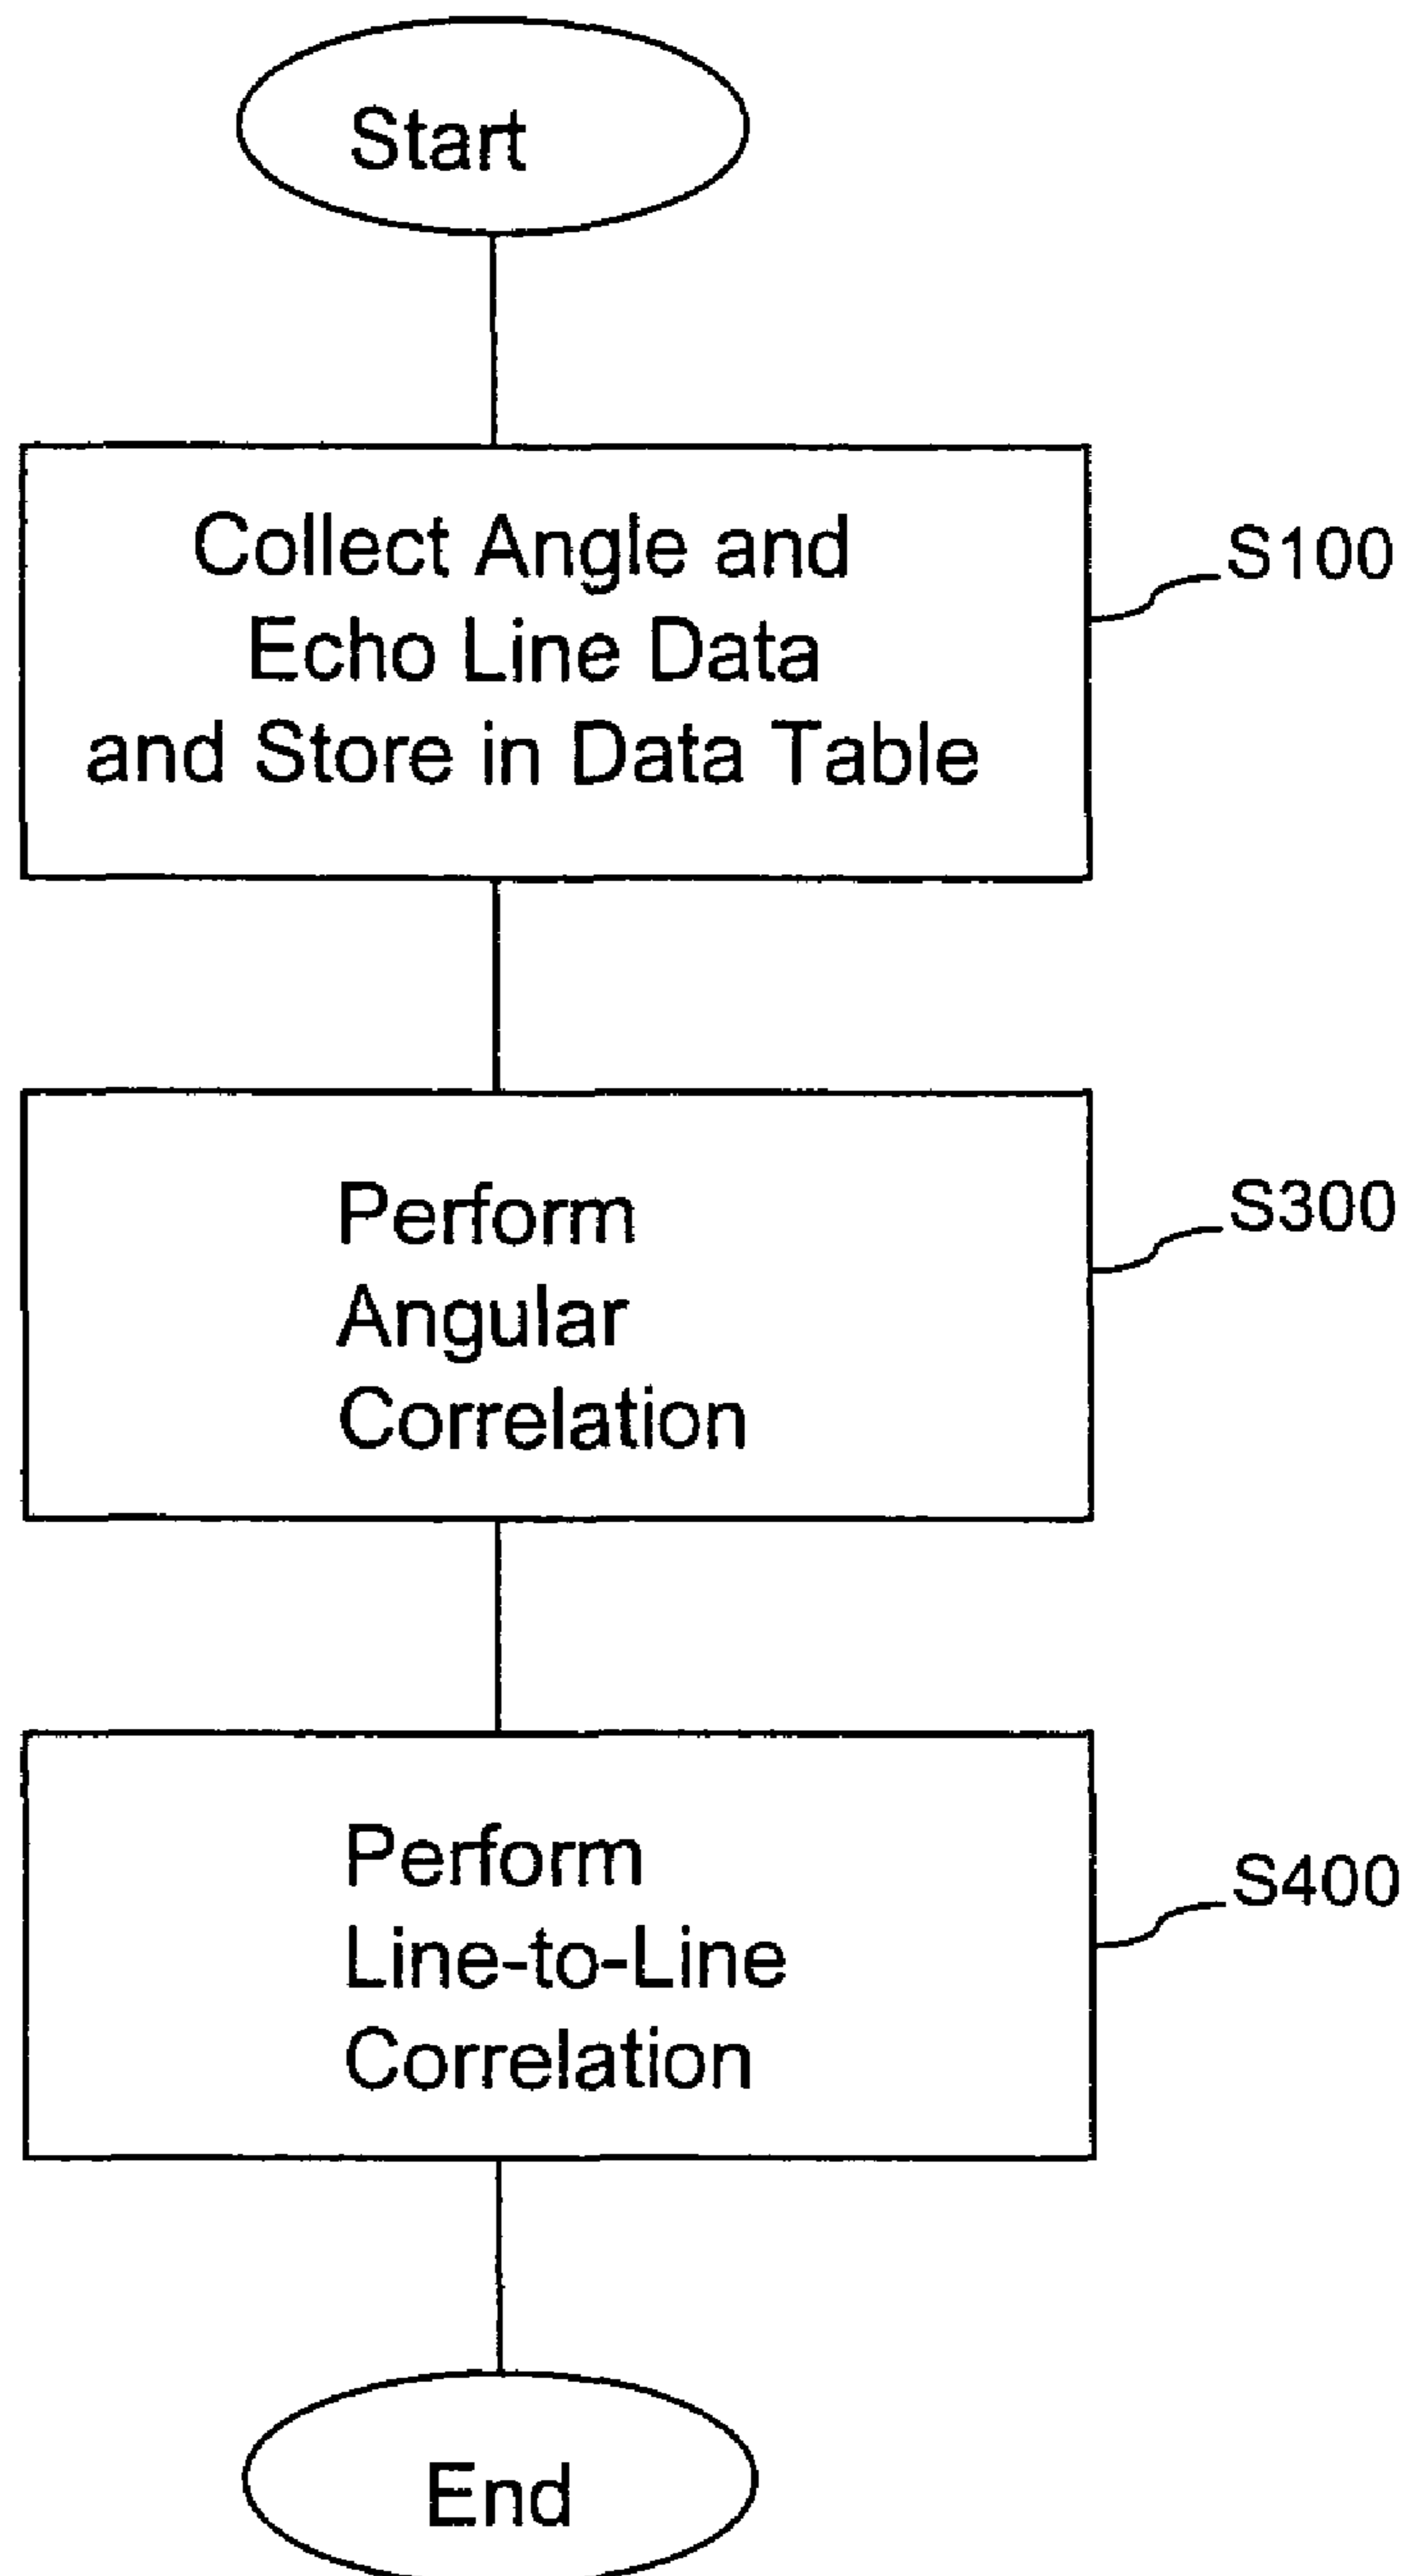 Start
Collect Angle and
Echo Line Data
and Store in Data Table
S100
Perform
Angular
Correlation
S300
Perform
Line-to-Line
Correlation
S400
End